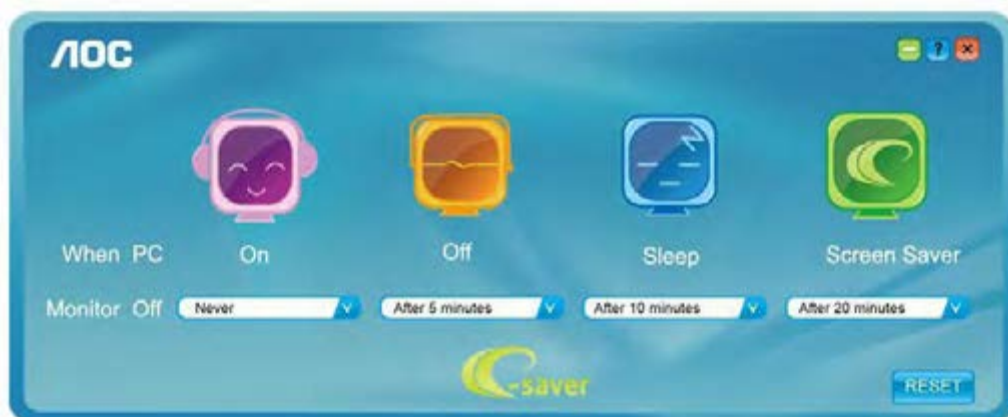 AOC
?
When PC On Off Sleep Screen Saver
Monitor Off Never After 5 minutes After 10 minutes After 20 minutes
e-saver
RESET